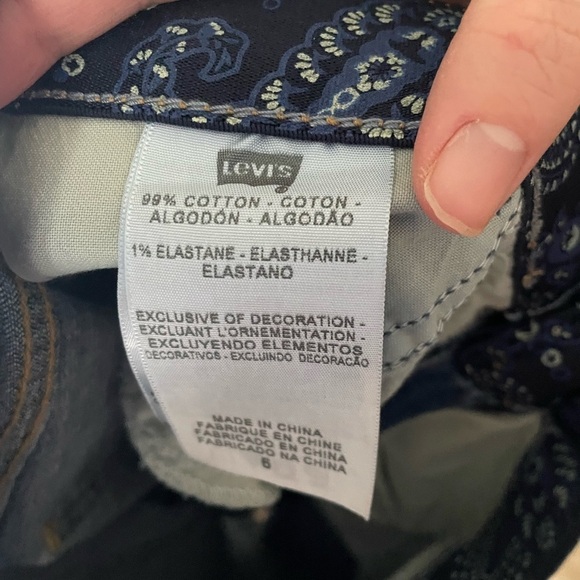 Levi's
99% COTTON - COTON -
ALGODÓN - ALGODÃO
1% ELASTANE - ELASTHANNE -
ELASTANO
EXCLUSIVE OF DECORATION -
EXCLUANT L'ORNEMENTATION -
EXCLUYENDO ELEMENTOS
DECORATIVOS - EXCLUINDO DECORAÇÃO
MADE IN CHINA
FABRIQUE EN CHINE
FABRICADO EN CHINA
FABRICADO NA CHINA
6